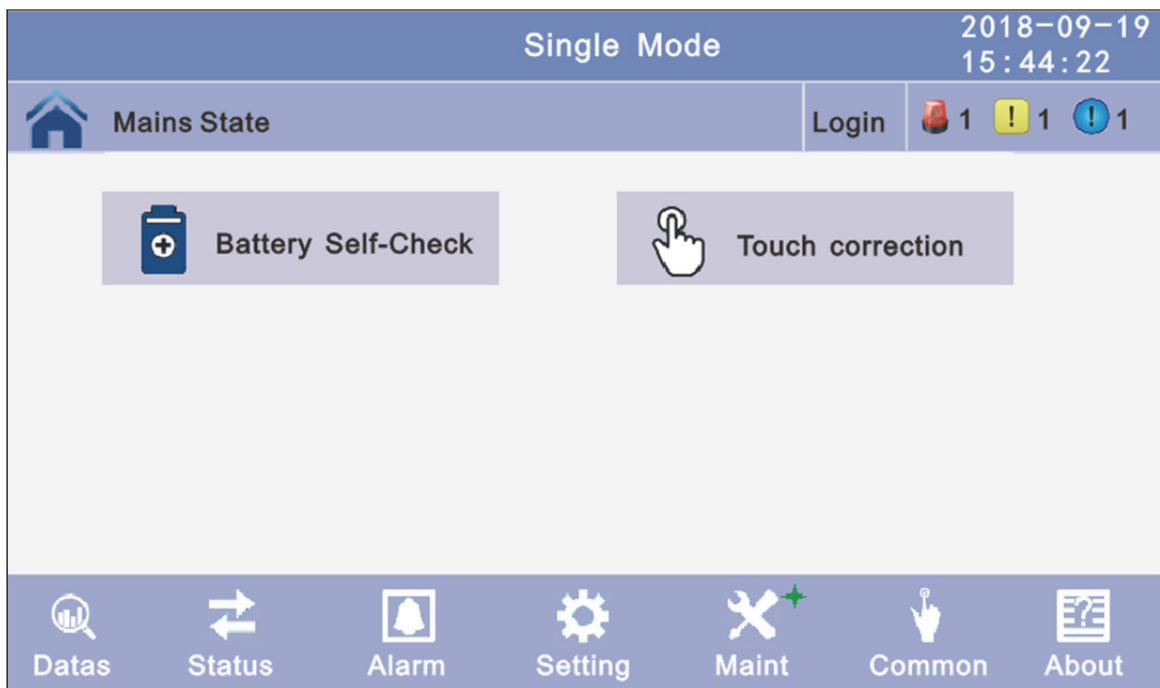 Single Mode
2018-09-19
15:44:22
Mains State
Login
1
! 1
! 1
Battery Self-Check
Touch correction
Datas
Status
Alarm
Setting
Maint
Common
? About